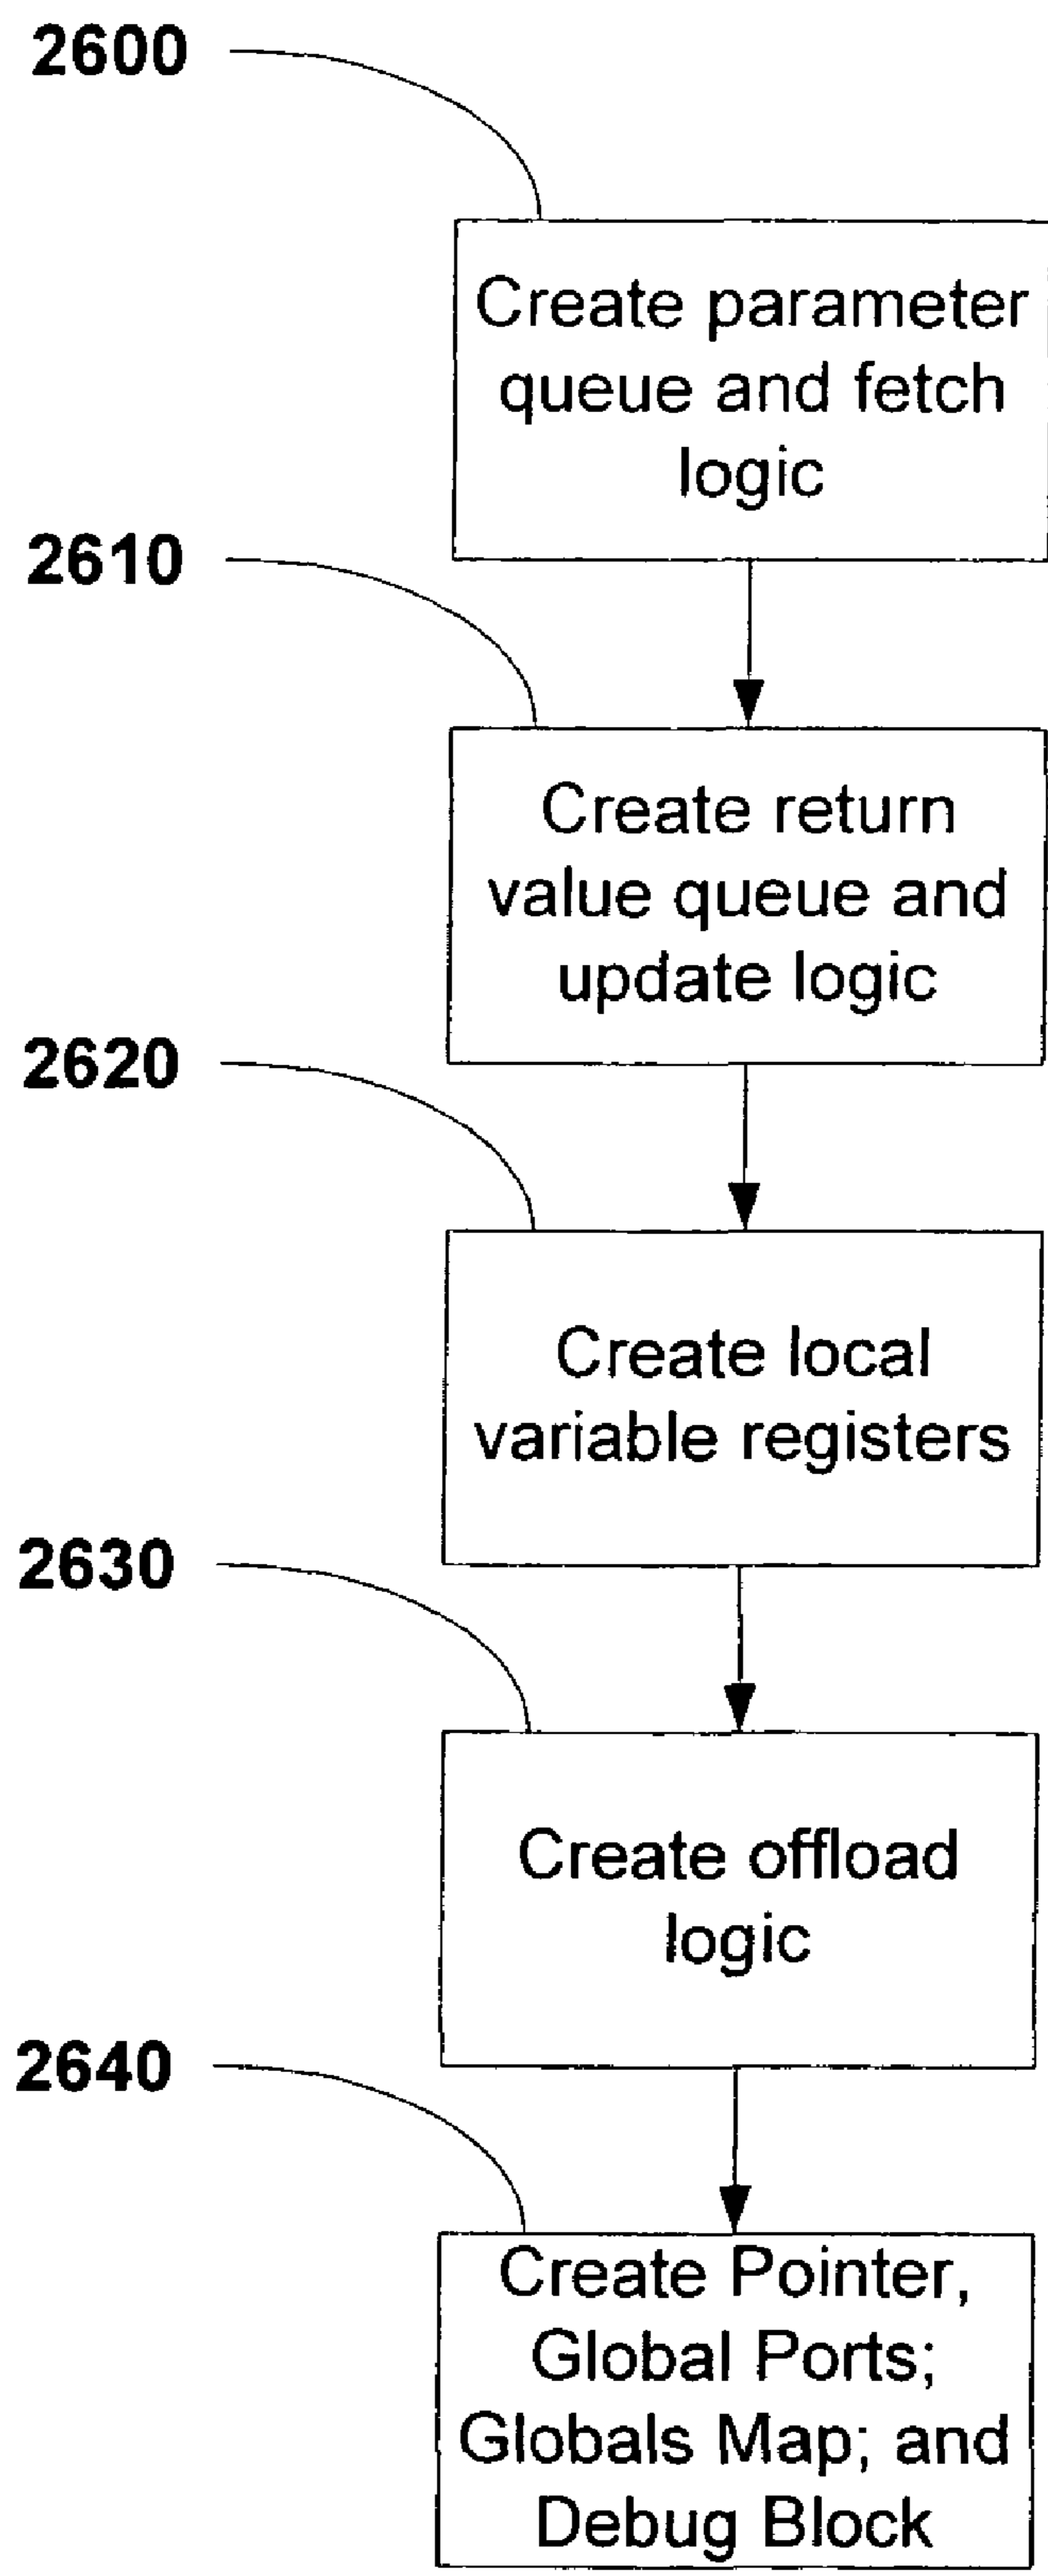 2600
Create parameter
queue and fetch
logic
2610
Create return
value queue and
update logic
2620
Create local
variable registers
2630
Create offload
logic
2640
Create Pointer,
Global Ports;
Globals Map; and
Debug Block